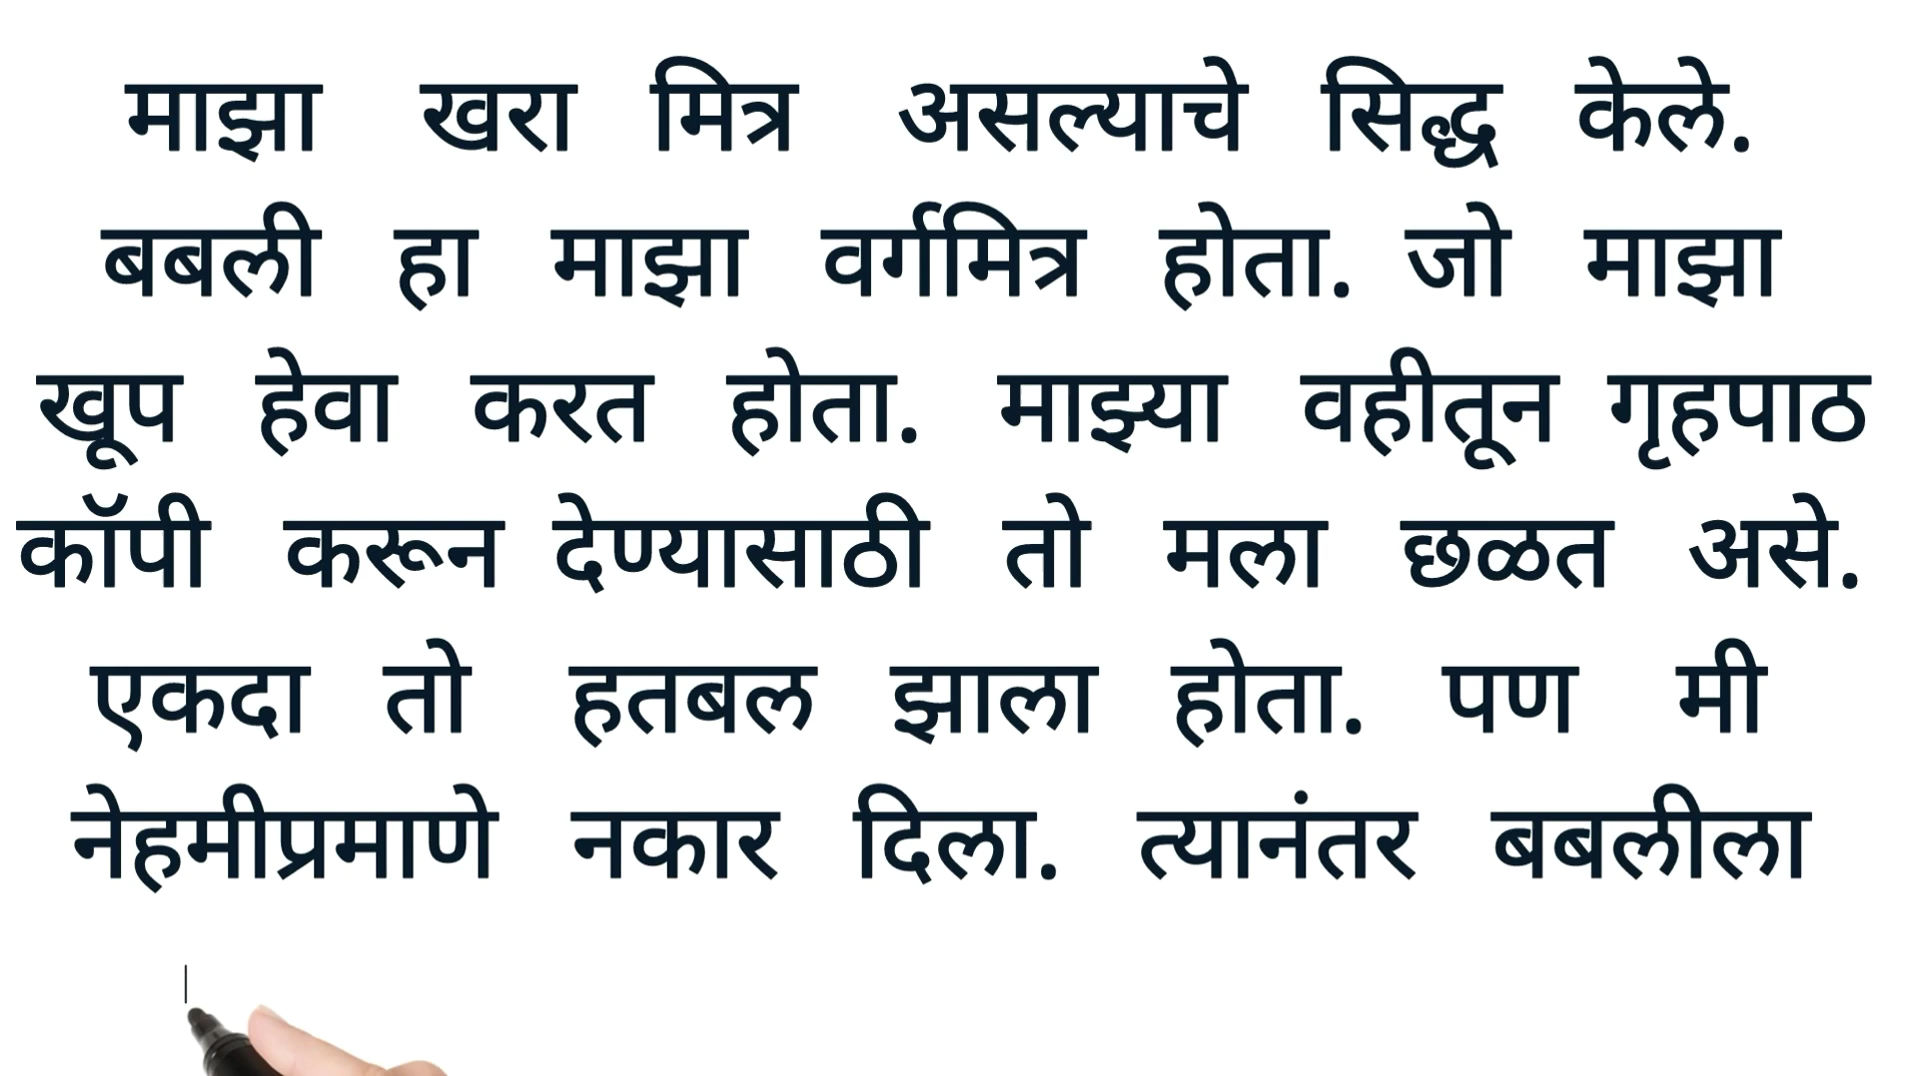 माझा खरा मित्र असल्याचे सिद्ध केले.
बबली हा माझा वर्गमित्र होता. जो माझा
खूप हेवा करत होता. माझ्या वहीतून गृहपाठ
कॉपी करून देण्यासाठी तो मला छळत असे.
एकदा तो हतबल झाला होता. पण मी
नेहमीप्रमाणे नकार दिला. त्यानंतर बबलीला